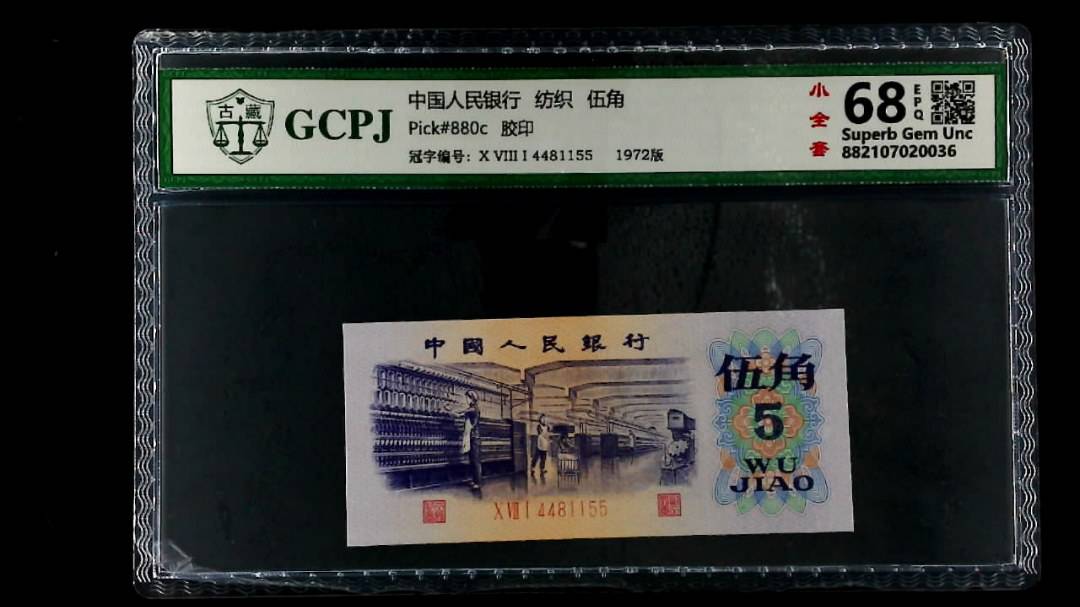 古 藏
GCPJ
中国人民银行 纺织 伍角
Pick#880c 胶印
冠字编号: X VIII I 4481155 1972版
小全套
68
EPQ
Superb Gem Unc
882107020036
中國人民銀行
伍角
5
WU
JIAO
X VIII I 4481155